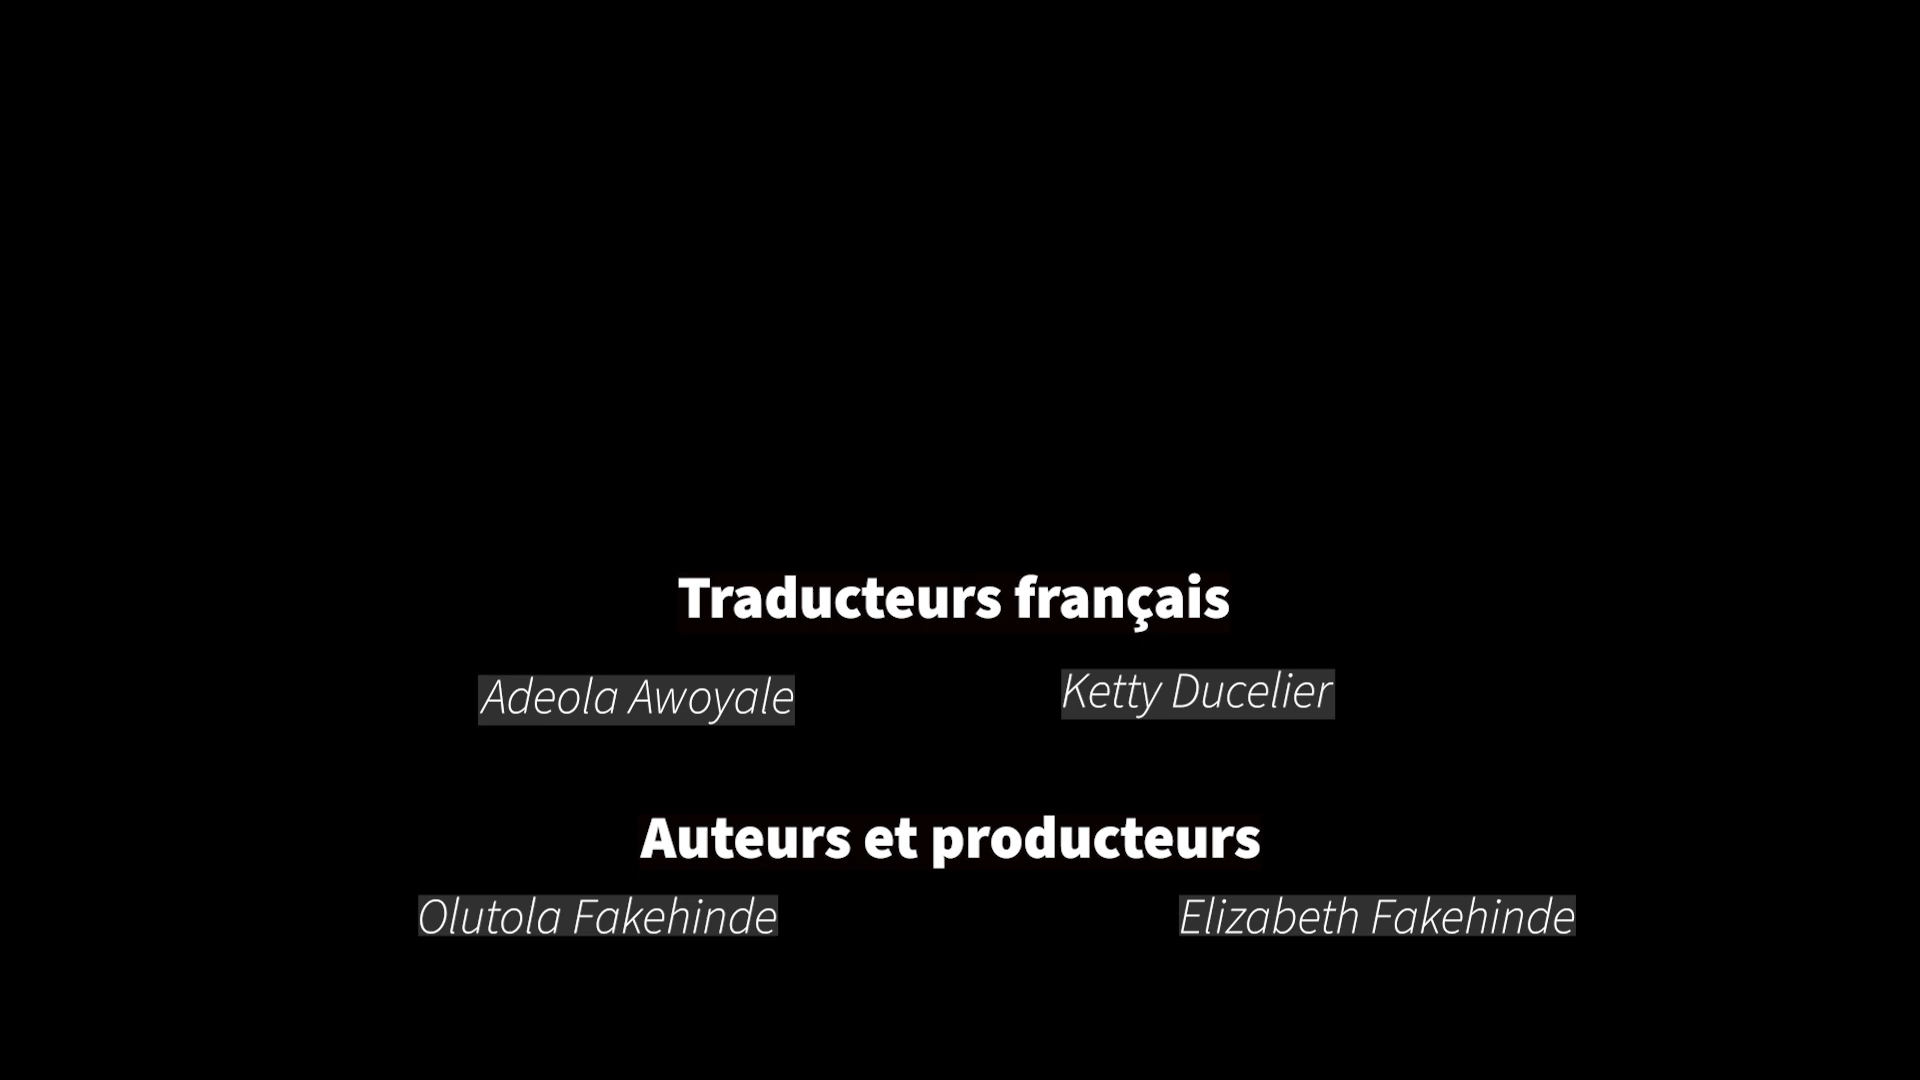 Traducteurs français
Adeola Awoyale Ketty Ducelier
Auteurs et producteurs
Olutola Fakehinde Elizabeth Fakehinde